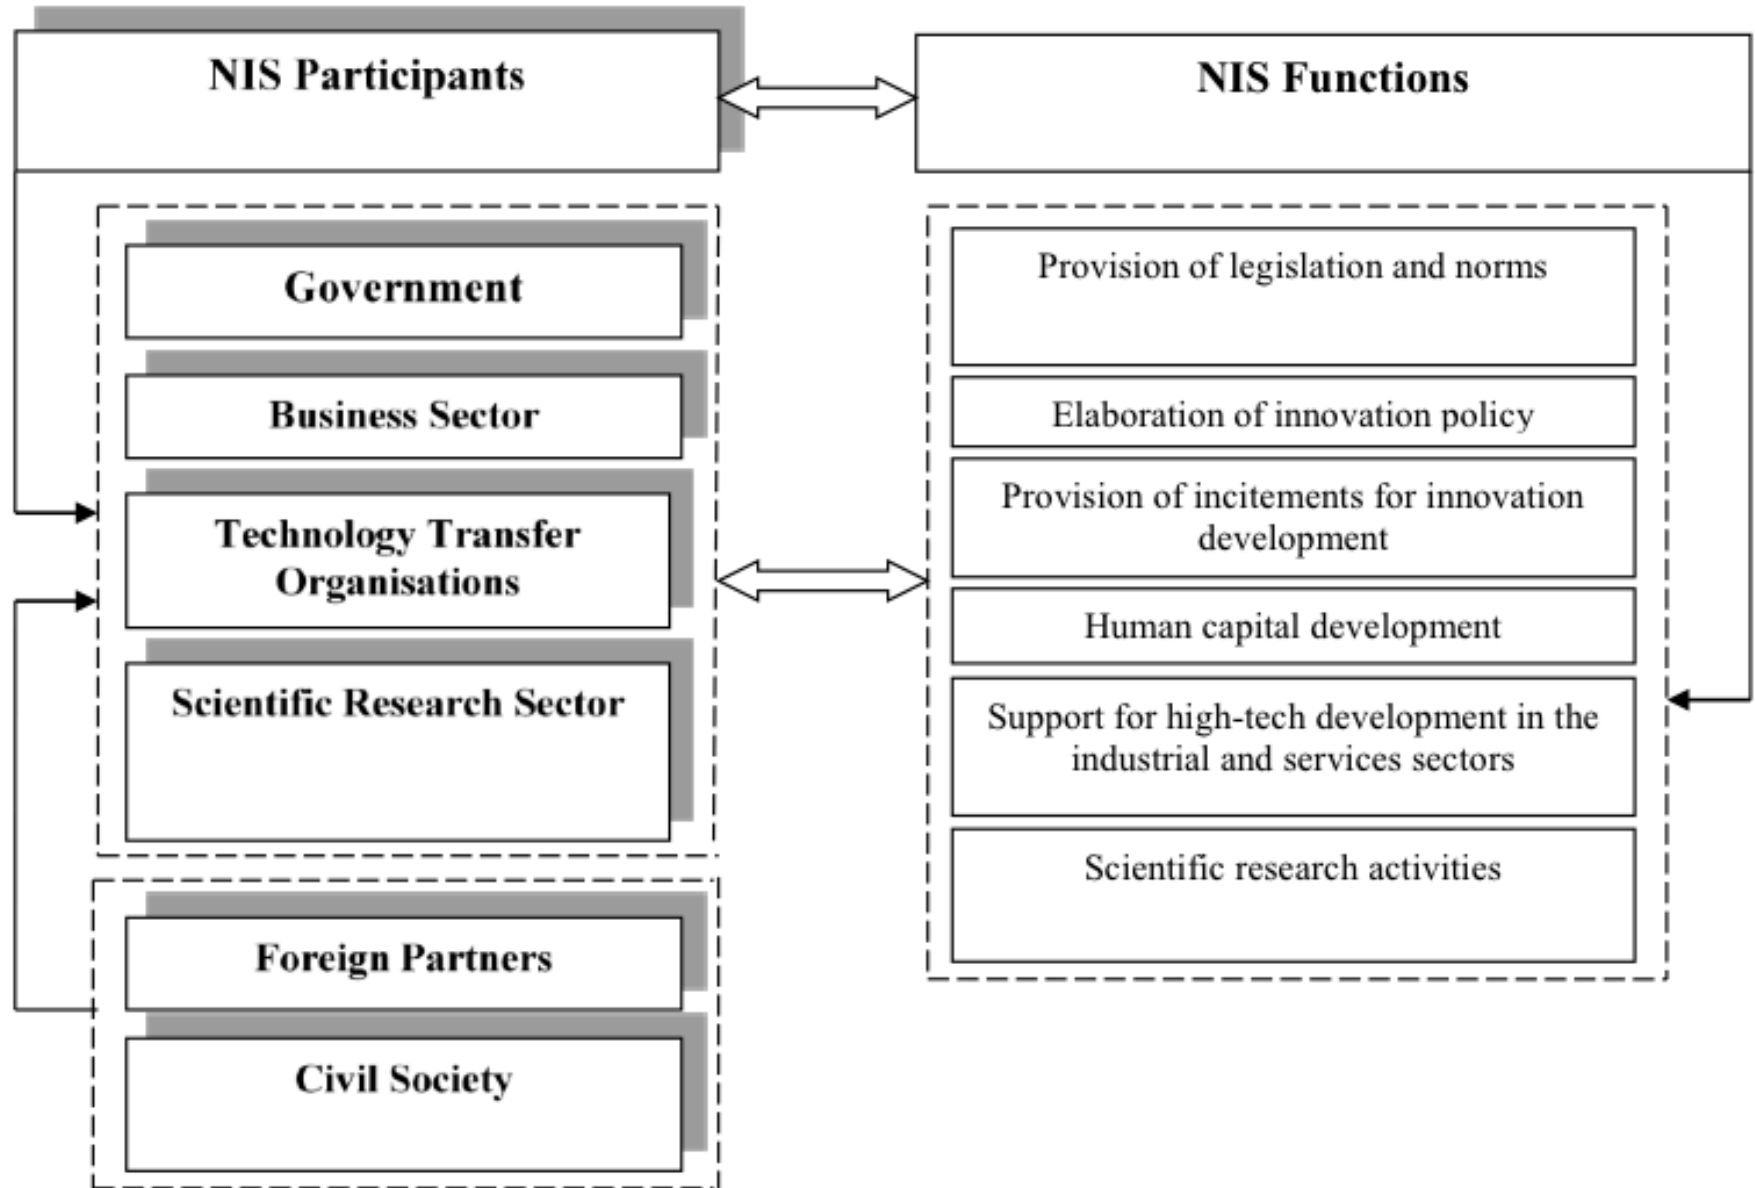 NIS Participants
NIS Functions
Government
Business Sector
Technology Transfer
Organisations
Scientific Research Sector
Foreign Partners
Civil Society
Provision of legislation and norms
Elaboration of innovation policy
Provision of incitements for innovation
development
Human capital development
Support for high-tech development in the
industrial and services sectors
Scientific research activities